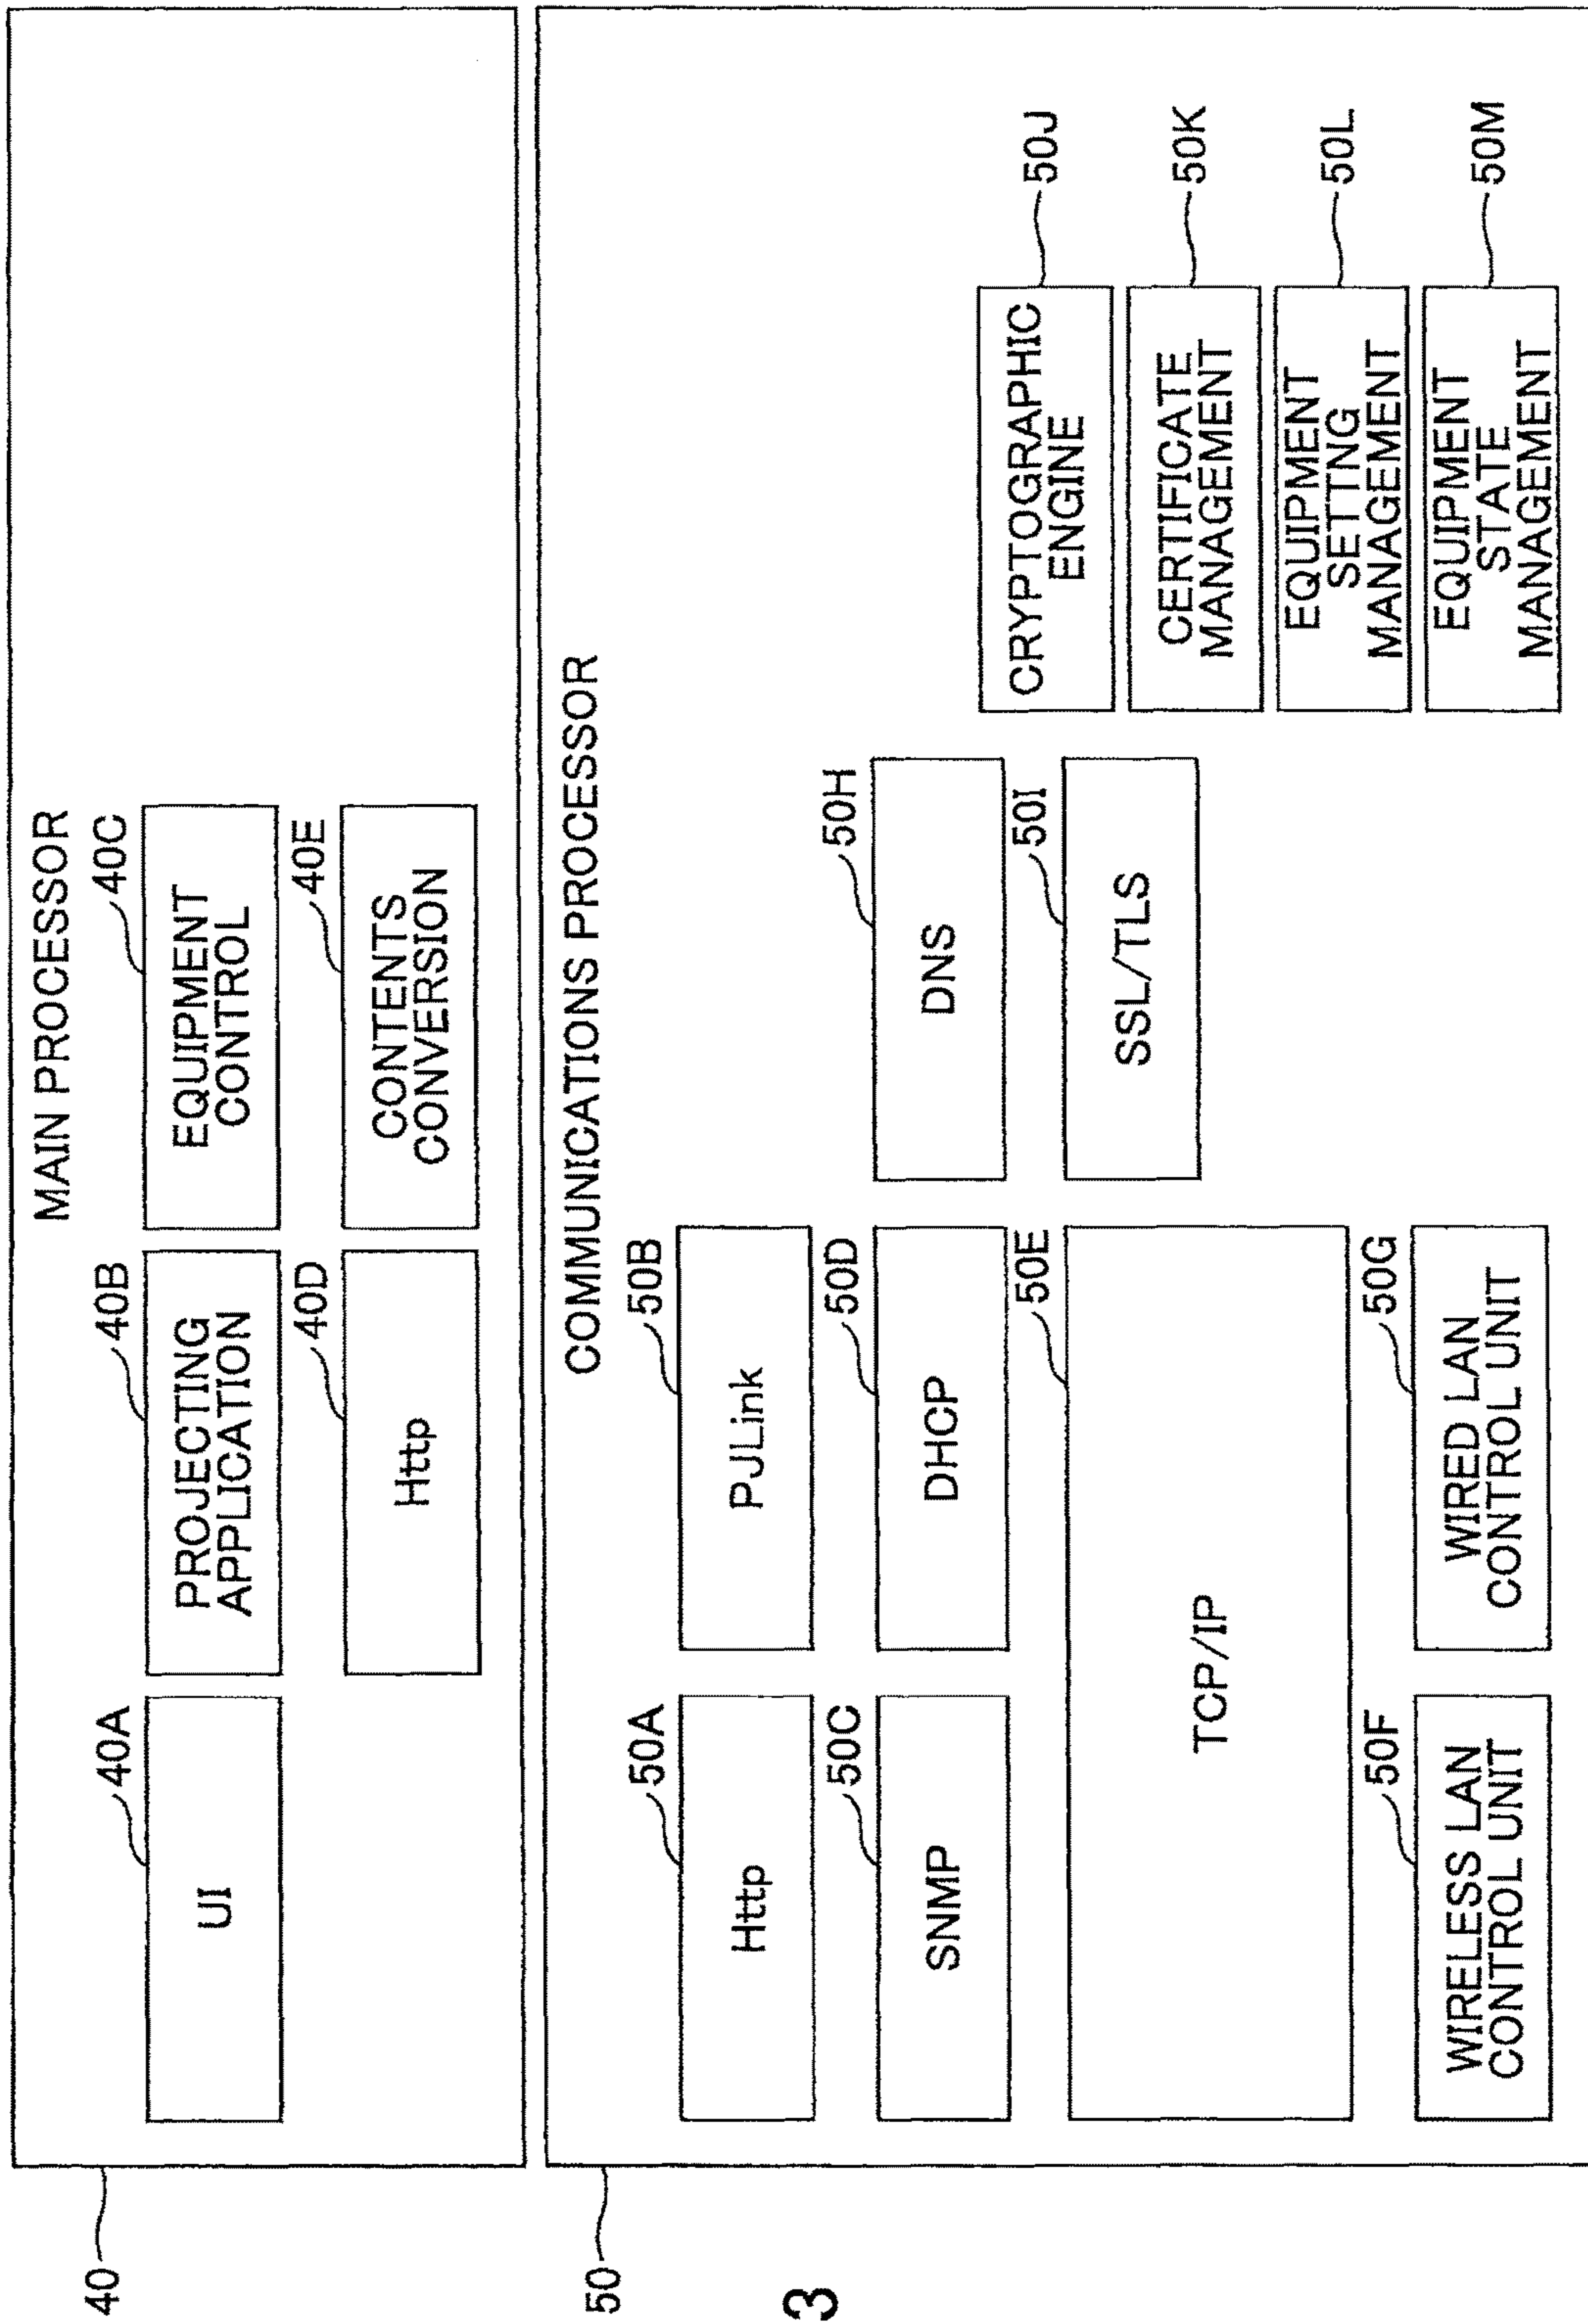 40
MAIN PROCESSOR
40A
UI
40B
PROJECTING
APPLICATION
40C
EQUIPMENT
CONTROL
40D
Http
40E
CONTENTS
CONVERSION
50
COMMUNICATIONS PROCESSOR
50A
Http
50B
PJLink
50C
SNMP
50D
DHCP
50H
DNS
50E
TCP/IP
50I
SSL/TLS
50F
WIRELESS LAN
CONTROL UNIT
50G
WIRED LAN
CONTROL UNIT
CRYPTOGRAPHIC
ENGINE
50J
CERTIFICATE
MANAGEMENT
50K
EQUIPMENT
SETTNG
MANAGEMENT
50L
EQUIPMENT
STATE
MANAGEMENT
50M
3